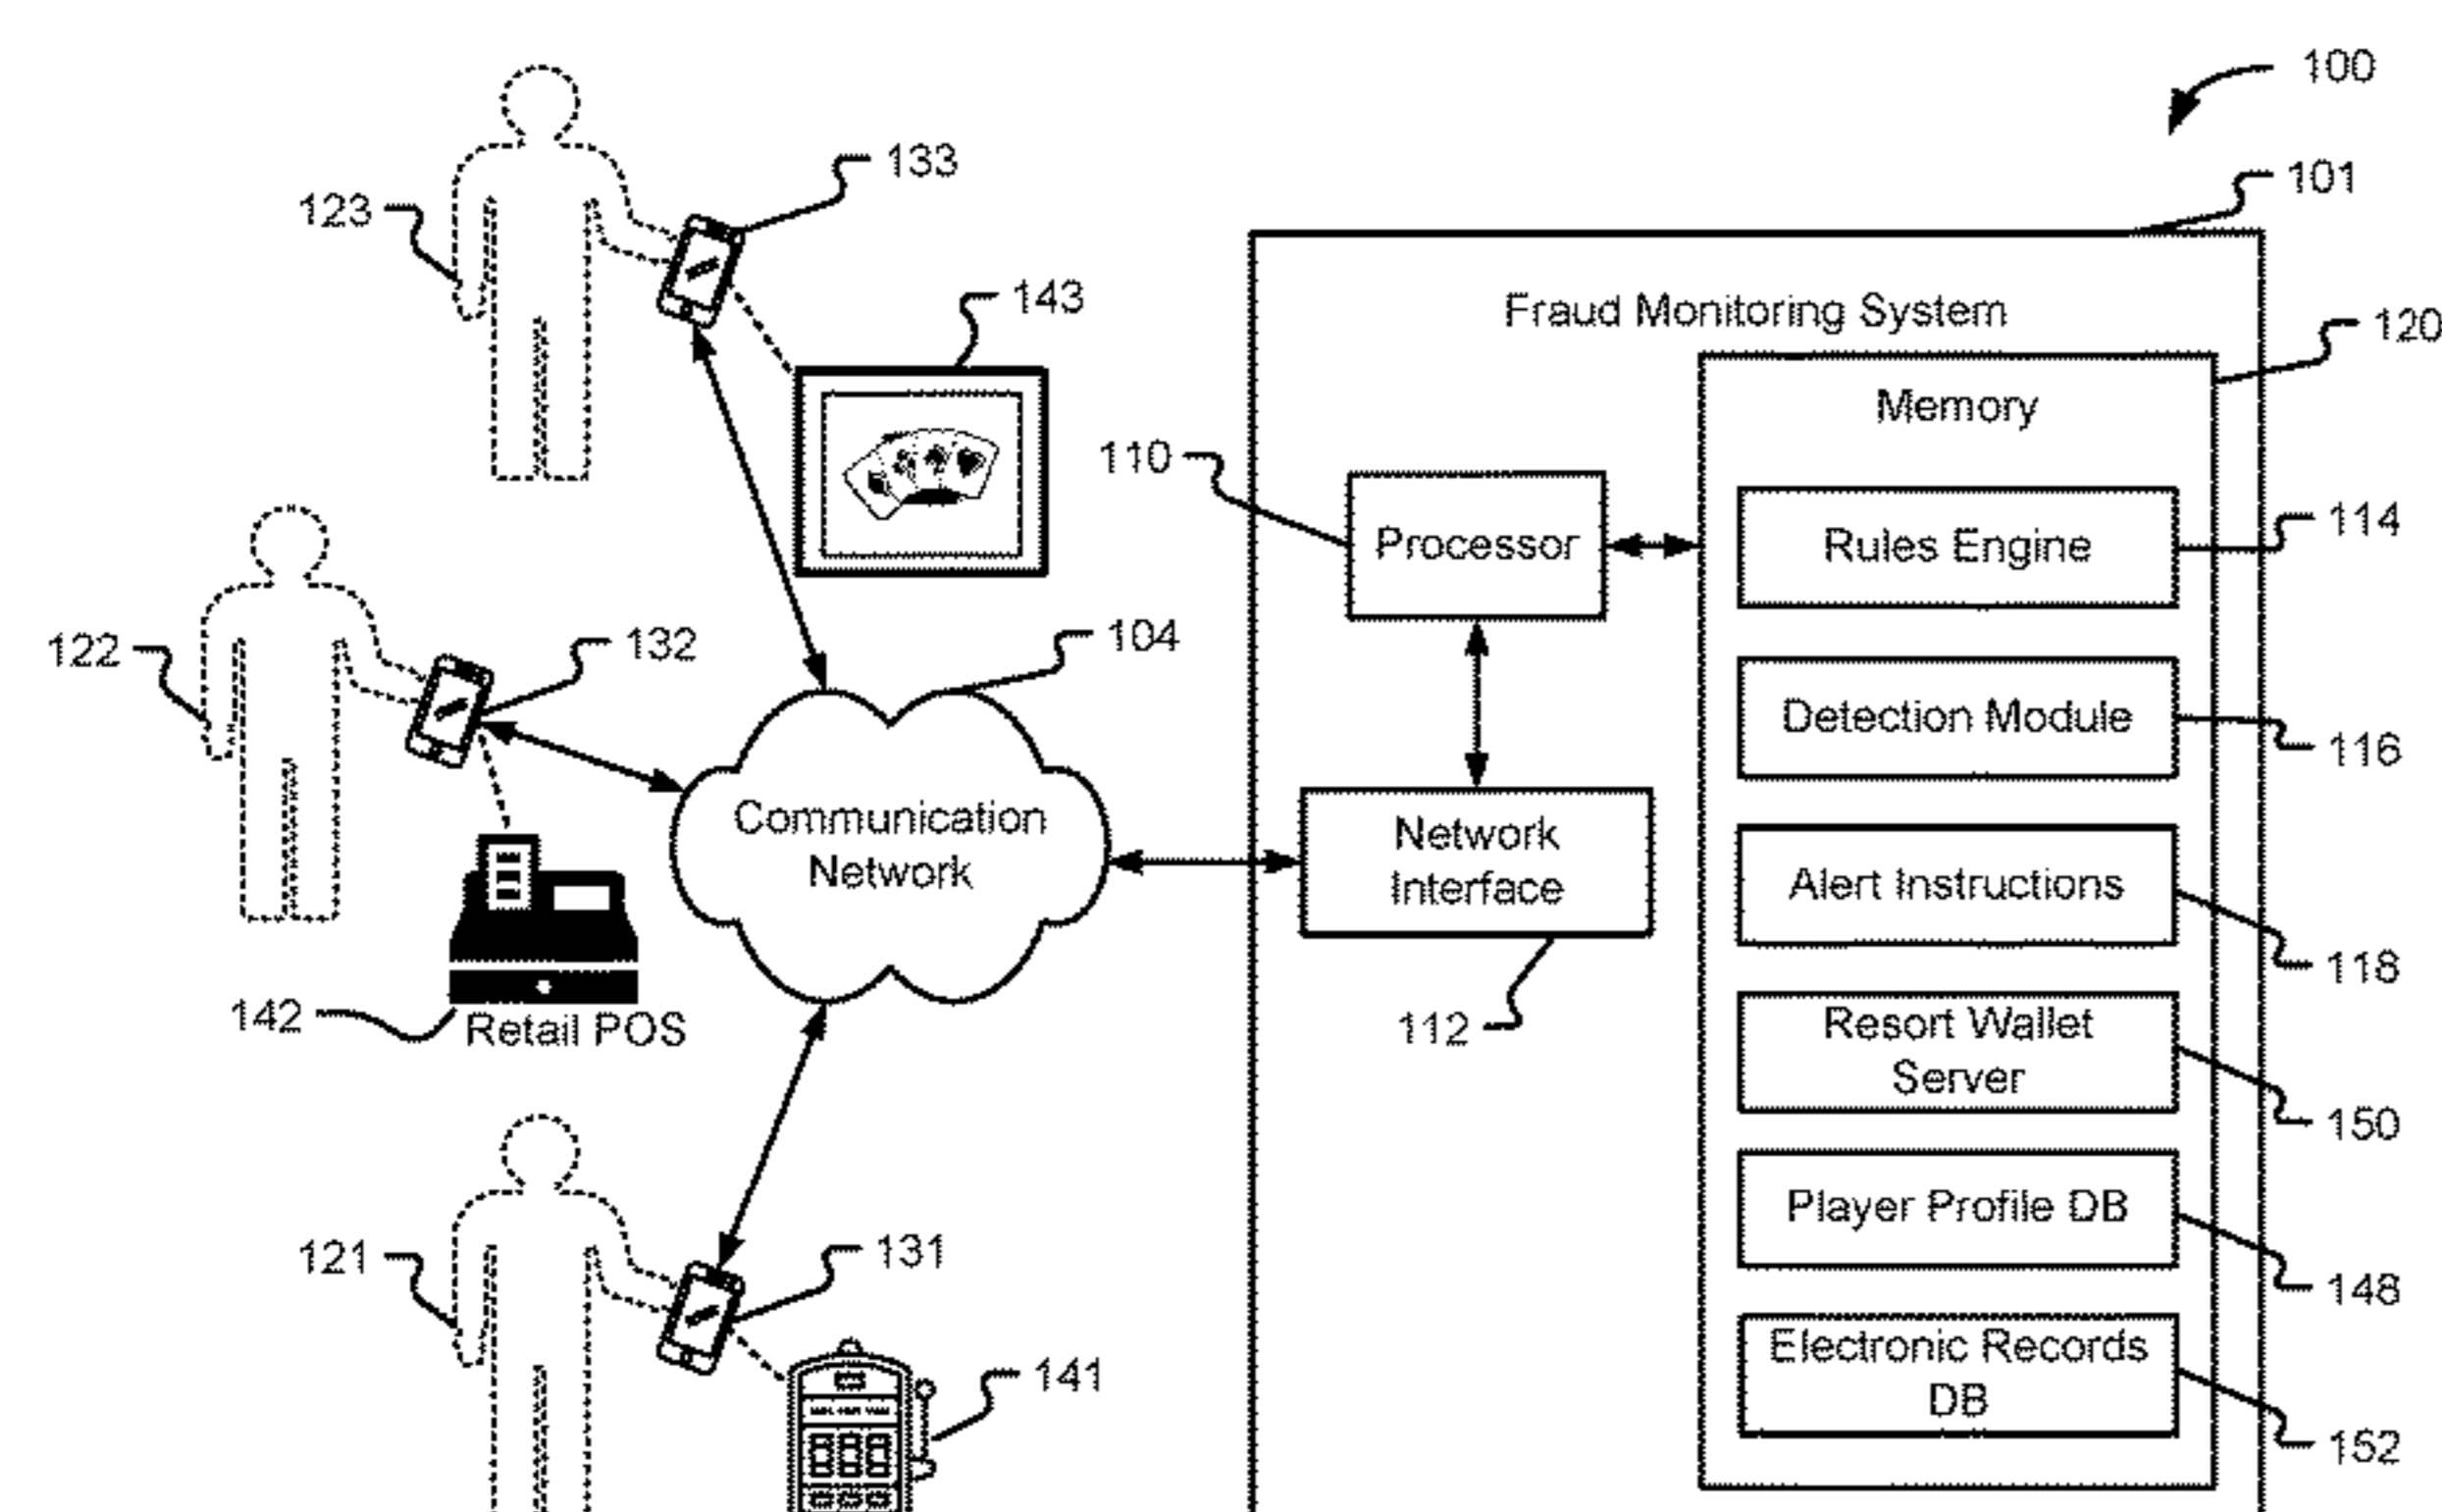 100
101
133
123
143
Fraud Monitoring System
120
Memory
110
Processor
Rules Engine
114
122
132
104
Detection Module
116
Communication
Network
Network
Interface
Alert Instructions
118
142
Retail POS
112
Resort Wallet
Server
150
Player Profile DB
148
121
131
141
Electronic Records
DB
152